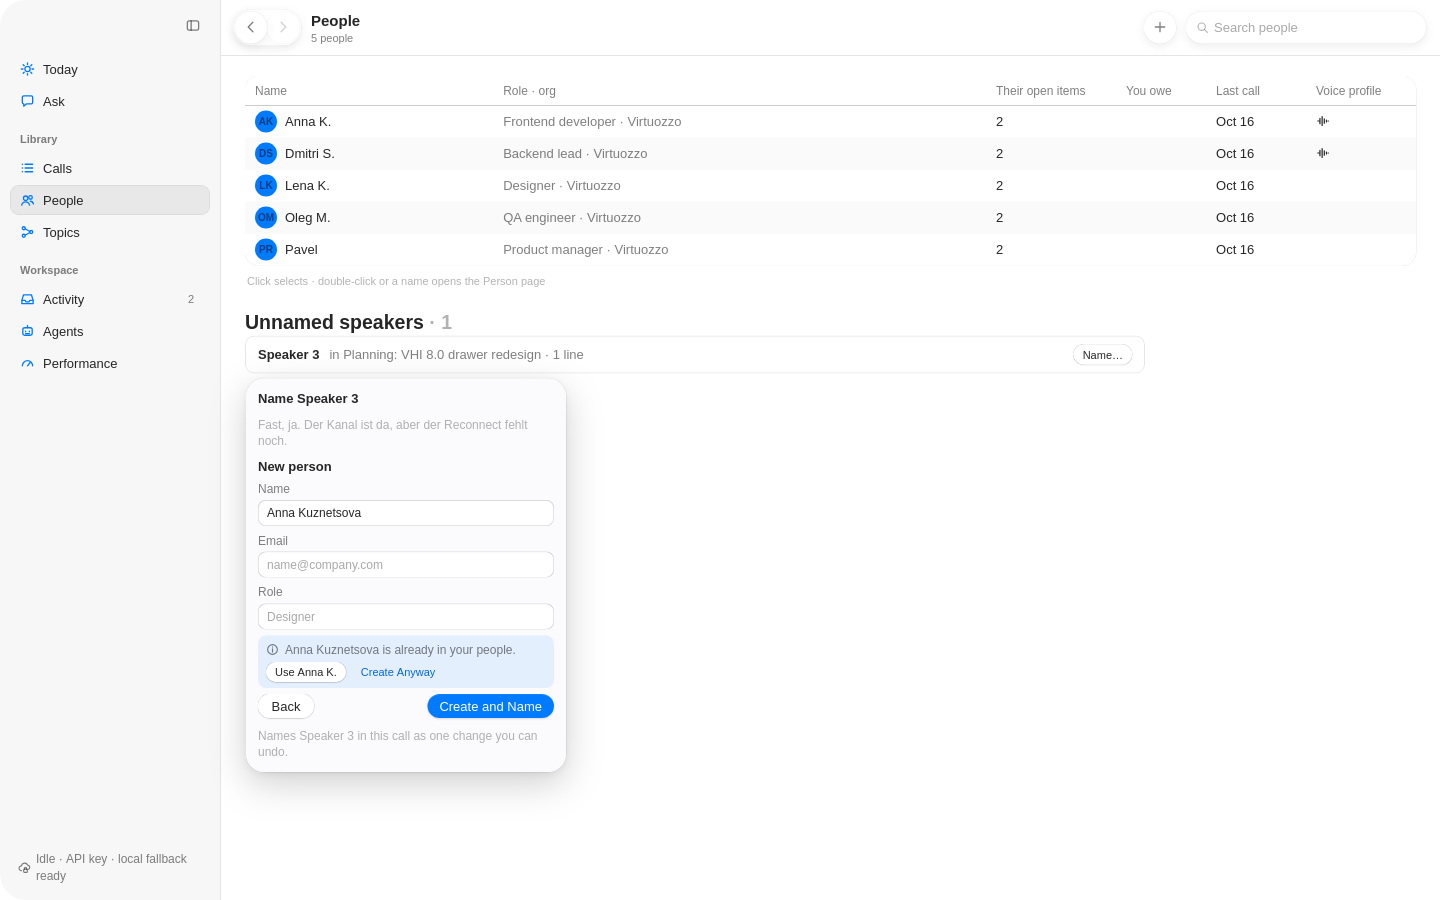 People
5 people
Search people
Today
Ask
Library
Calls
People
Topics
Workspace
Activity 2
Agents
Performance
Idle · API key · local fallback
ready
Name Role · org Their open items You owe Last call Voice profile
AK Anna K. Frontend developer · Virtuozzo 2 Oct 16
DS Dmitri S. Backend lead · Virtuozzo 2 Oct 16
LK Lena K. Designer · Virtuozzo 2 Oct 16
OM Oleg M. QA engineer · Virtuozzo 2 Oct 16
PR Pavel Product manager · Virtuozzo 2 Oct 16
Click selects · double-click or a name opens the Person page
Unnamed speakers · 1
Speaker 3 in Planning: VHI 8.0 drawer redesign · 1 line Name…
Name Speaker 3
Fast, ja. Der Kanal ist da, aber der Reconnect fehlt
noch.
New person
Name
Anna Kuznetsova
Email
name@company.com
Role
Designer
Anna Kuznetsova is already in your people.
Use Anna K. Create Anyway
Back Create and Name
Names Speaker 3 in this call as one change you can
undo.